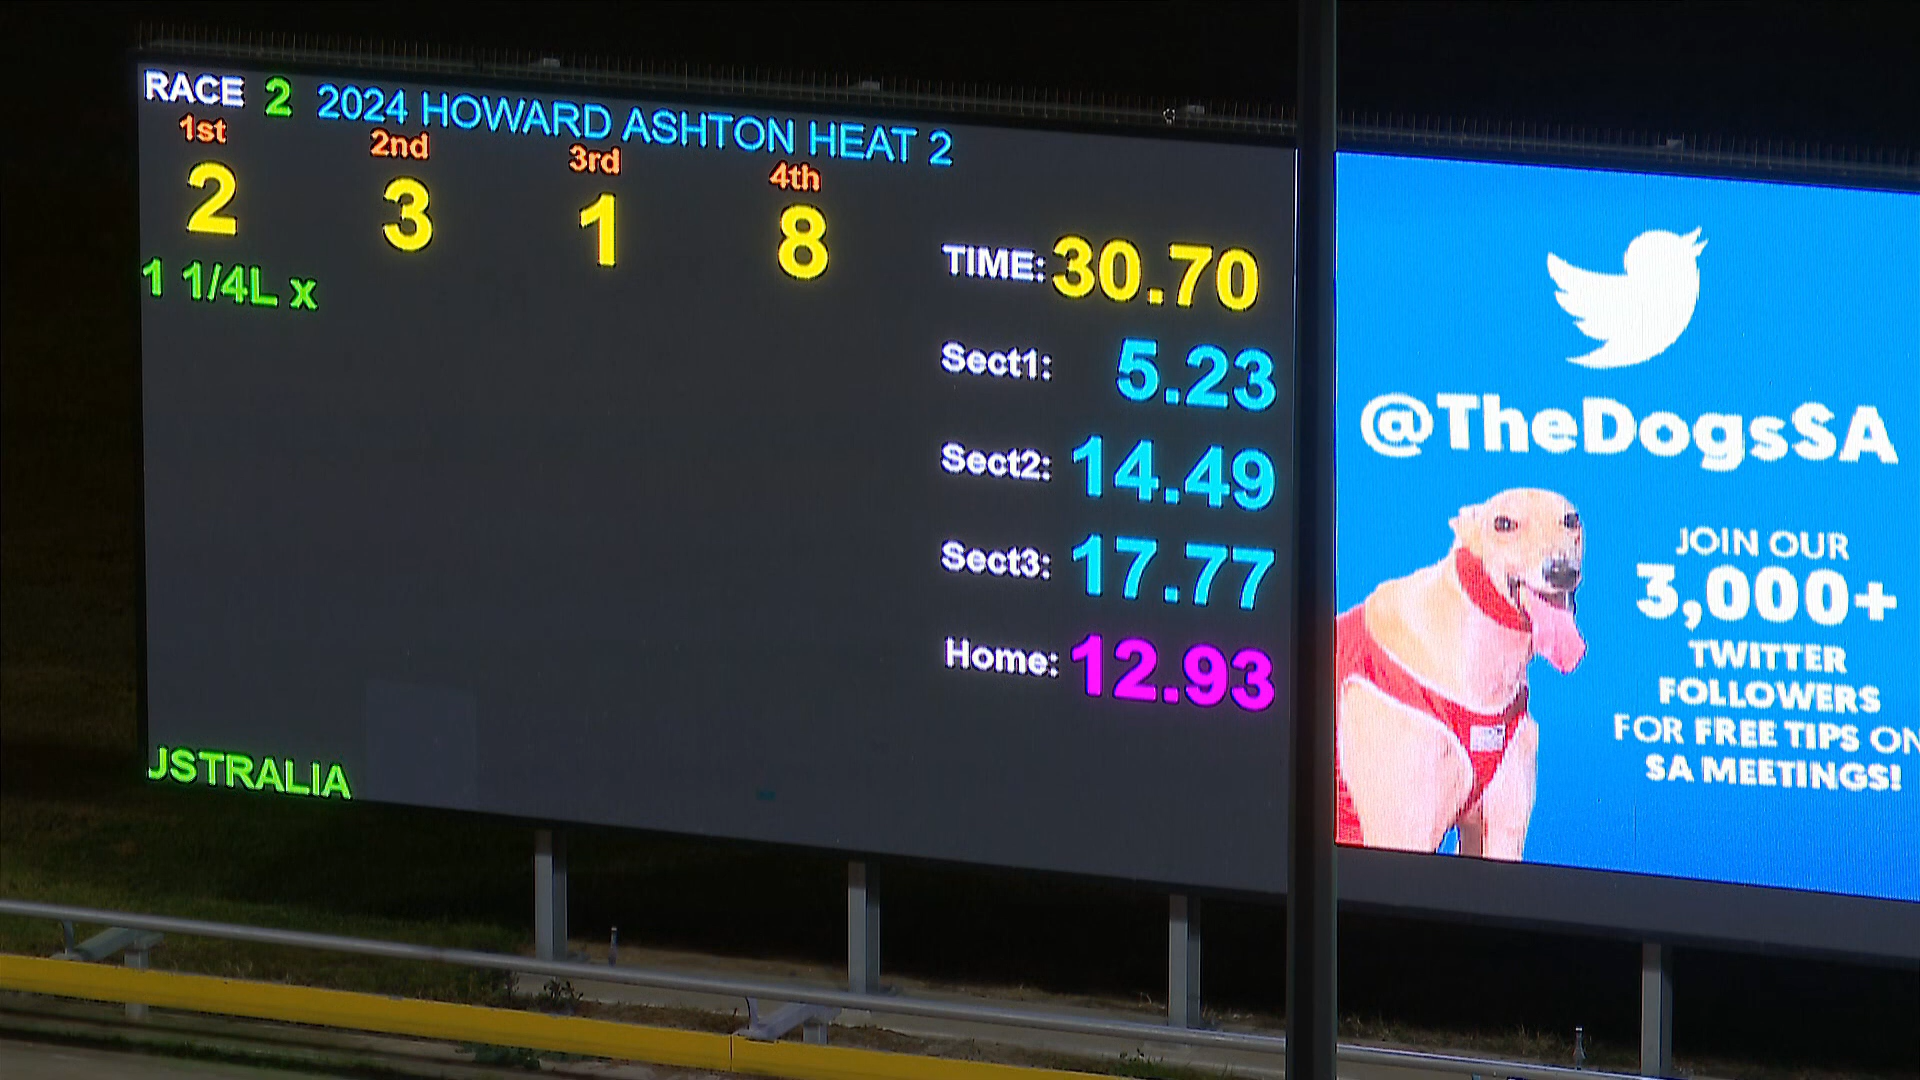 RACE 2 2024 HOWARD ASHTON HEAT 2
1st 2nd 3rd 4th
2 3 1 8
1 1/4L x
TIME: 30.70
Sect1: 5.23
Sect2: 14.49
Sect3: 17.77
Home: 12.93
USTRALIA
@TheDogsSA
JOIN OUR
3,000+
TWITTER
FOLLOWERS
FOR FREE TIPS ON
SA MEETINGS!